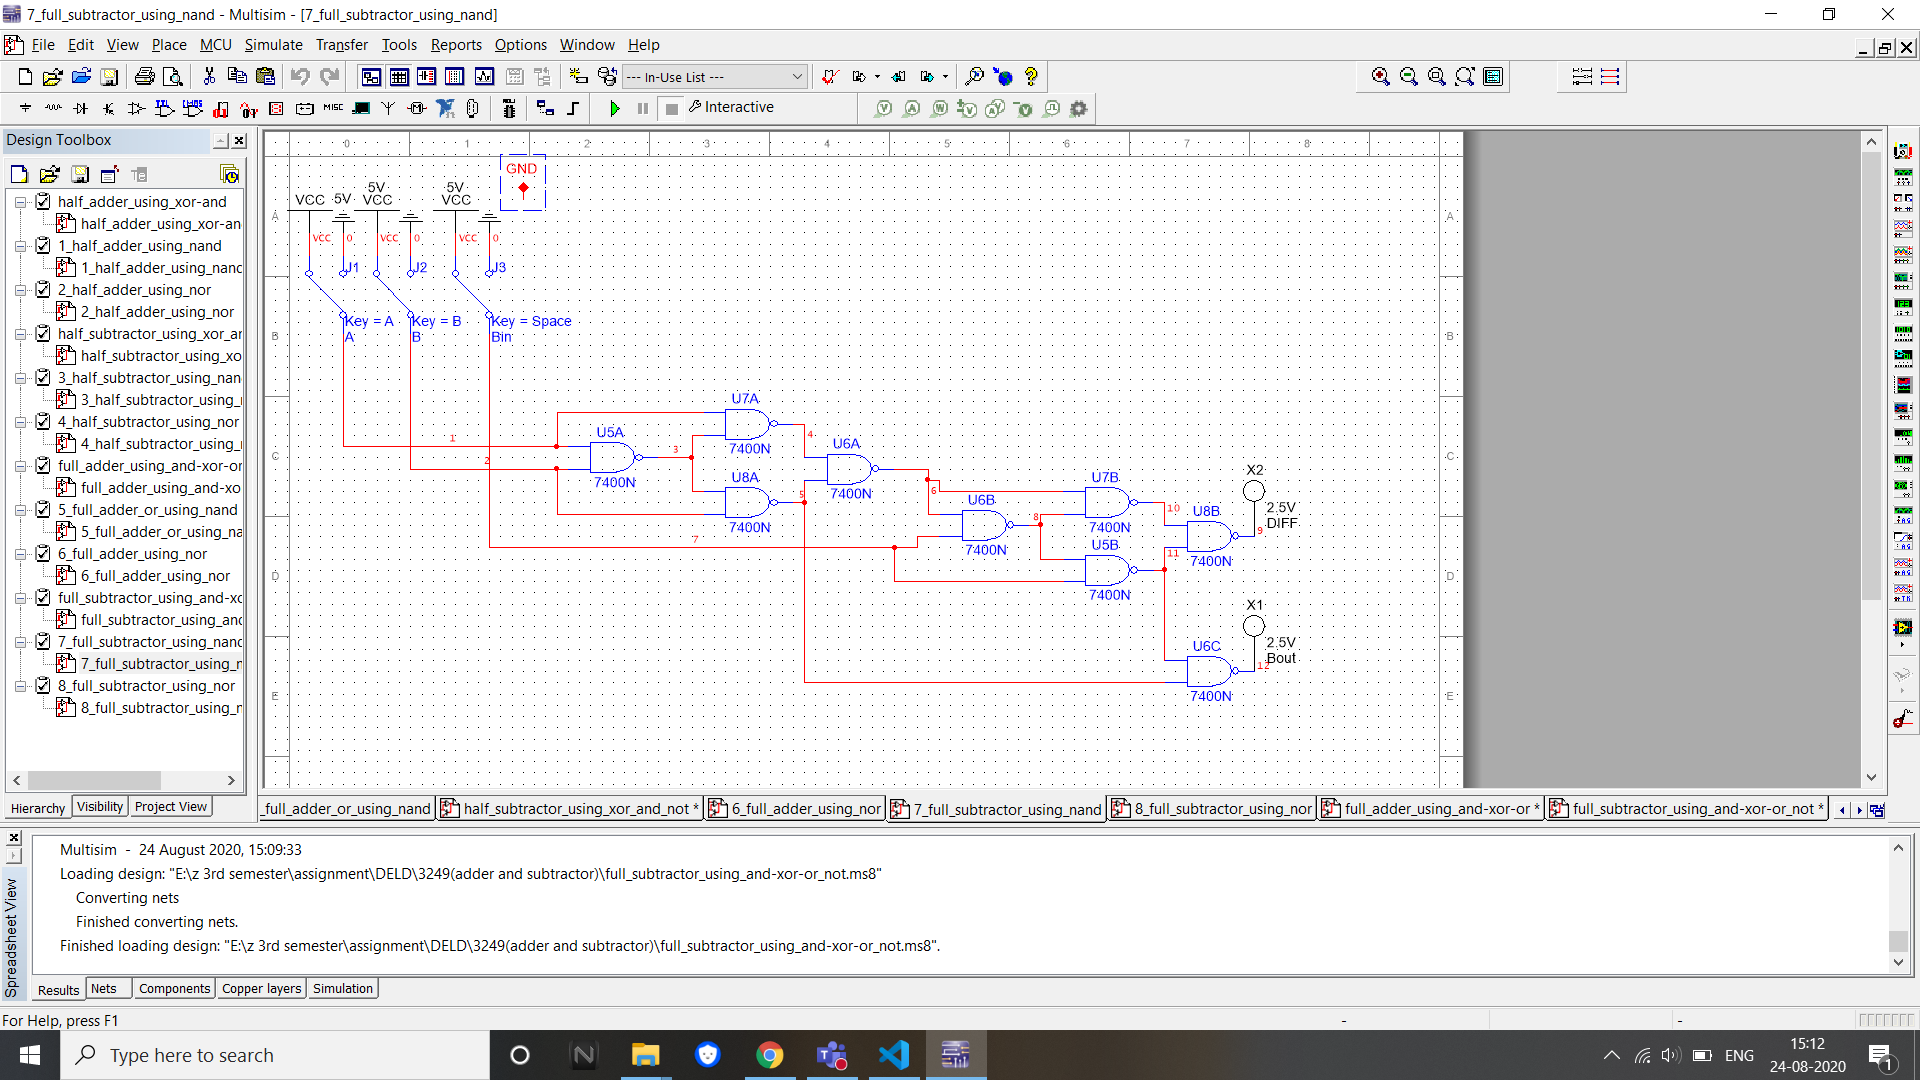 7_full_subtractor_using_nand - Multisim - [7_full_subtractor_using_nand]
File Edit View Place MCU Simulate Transfer Tools Reports Options Window Help
--- In-Use List ---
Interactive
Design Toolbox
half_adder_using_xor-and
half_adder_using_xor-an
1_half_adder_using_nand
1_half_adder_using_nand
2_half_adder_using_nor
2_half_adder_using_nor
half_subtractor_using_xor_ar
half_subtractor_using_xo
3_half_subtractor_using_nan
3_half_subtractor_using_
4_half_subtractor_using_nor
4_half_subtractor_using_
full_adder_using_and-xor-or
full_adder_using_and-xo
5_full_adder_or_using_nand
5_full_adder_or_using_na
6_full_adder_using_nor
6_full_adder_using_nor
full_subtractor_using_and-xo
full_subtractor_using_and
7_full_subtractor_using_nand
7_full_subtractor_using_n
8_full_subtractor_using_nor
8_full_subtractor_using_n
Hierarchy Visibility Project View
0 1 2 3 4 5 6 7 8
A B C D E
A B C D E
GND
VCC 5V 5V VCC 5V VCC
VCC 0 VCC 0 VCC 0
J1 J2 J3
Key = A Key = B Key = Space
A B Bin
1
2
3
4
5
6
7
8
9
10
11
12
U5A
7400N
U7A
7400N
U8A
7400N
U6A
7400N
U6B
7400N
U7B
7400N
U5B
7400N
U8B
7400N
U6C
7400N
X2
2.5V
DIFF
X1
2.5V
Bout
full_adder_or_using_nand half_subtractor_using_xor_and_not * 6_full_adder_using_nor 7_full_subtractor_using_nand 8_full_subtractor_using_nor full_adder_using_and-xor-or * full_subtractor_using_and-xor-or_not *
Spreadsheet View
Multisim - 24 August 2020, 15:09:33
Loading design: "E:\z 3rd semester\assignment\DELD\3249(adder and subtractor)\full_subtractor_using_and-xor-or_not.ms8"
Converting nets
Finished converting nets.
Finished loading design: "E:\z 3rd semester\assignment\DELD\3249(adder and subtractor)\full_subtractor_using_and-xor-or_not.ms8".
Results Nets Components Copper layers Simulation
For Help, press F1
- -
Type here to search
ENG
15:12
24-08-2020
1